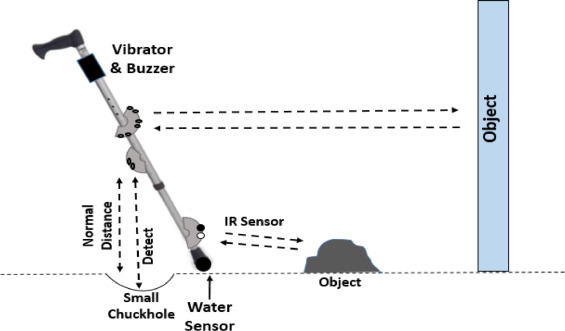 Vibrator
& Buzzer
Object
Normal
Distance
Detect
IR Sensor
Object
Small
Chuckhole
Water
Sensor